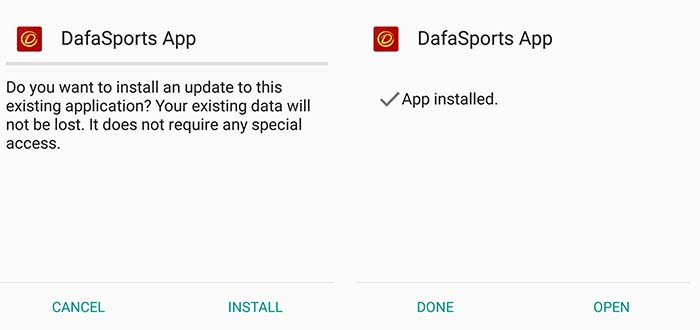 DafaSports App
Do you want to install an update to this
existing application? Your existing data will
not be lost. It does not require any special
access.
CANCEL
INSTALL
DafaSports App
App installed.
DONE
OPEN